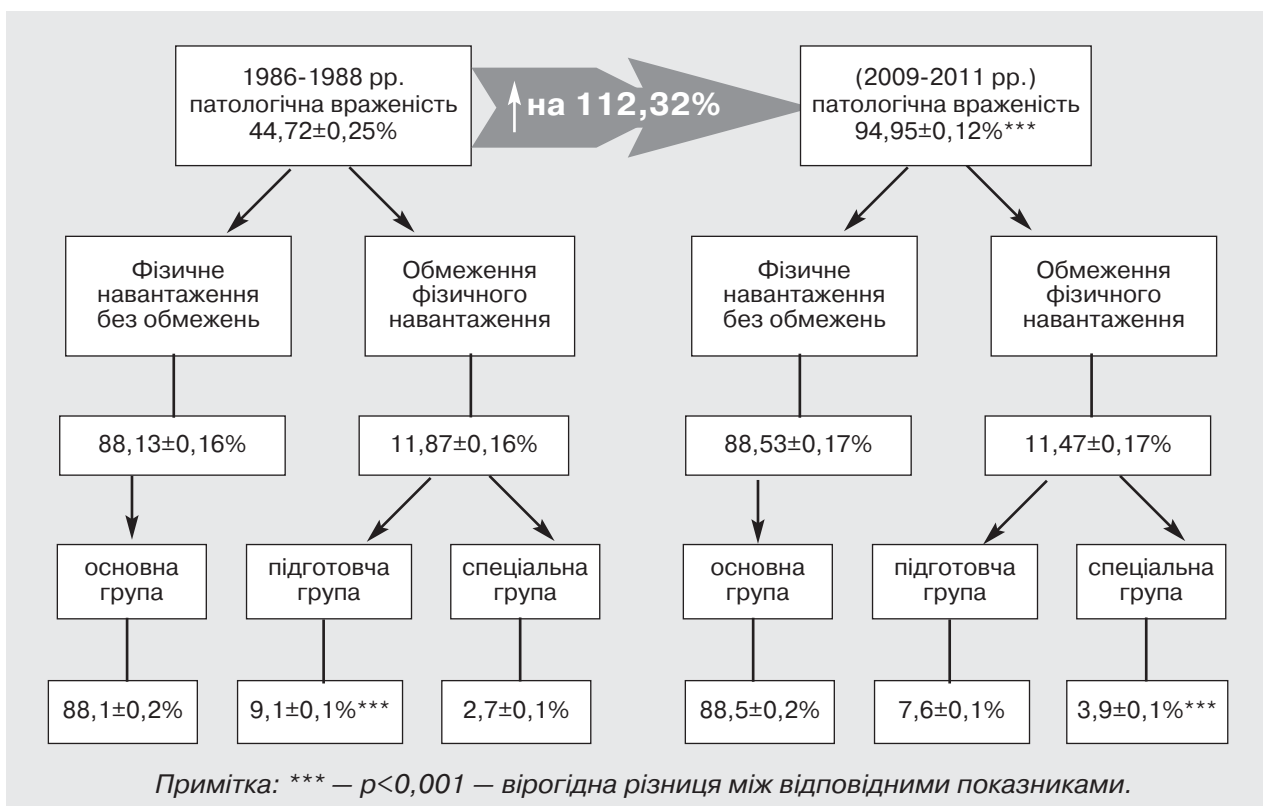 1986-1988 рр.
патологічна враженість
44,72±0,25%
на 112,32%
(2009-2011 рр.)
патологічна враженість
94,95±0,12%***
Фізичне
навантаження
без обмежень
Обмеження
фізичного
навантаження
Фізичне
навантаження
без обмежень
Обмеження
фізичного
навантаження
88,13±0,16%
11,87±0,16%
88,53±0,17%
11,47±0,17%
основна
група
підготовча
група
спеціальна
група
основна
група
підготовча
група
спеціальна
група
88,1±0,2%
9,1±0,1%***
2,7±0,1%
88,5±0,2%
7,6±0,1%
3,9±0,1%***
Примітка: *** — p<0,001 — вірогідна різниця між відповідними показниками.